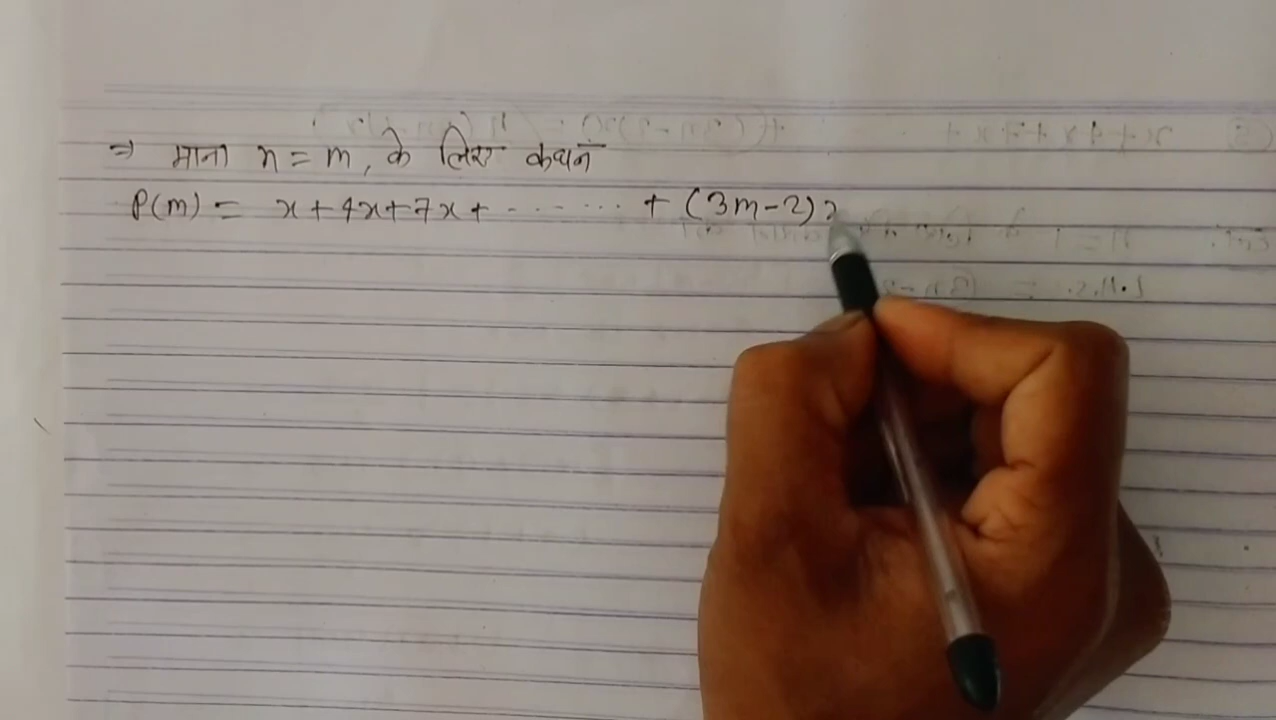 ⇒ माना n = m, के लिए कथन
P(m) = x + 4x + 7x + - - - - - - + (3m-2)x